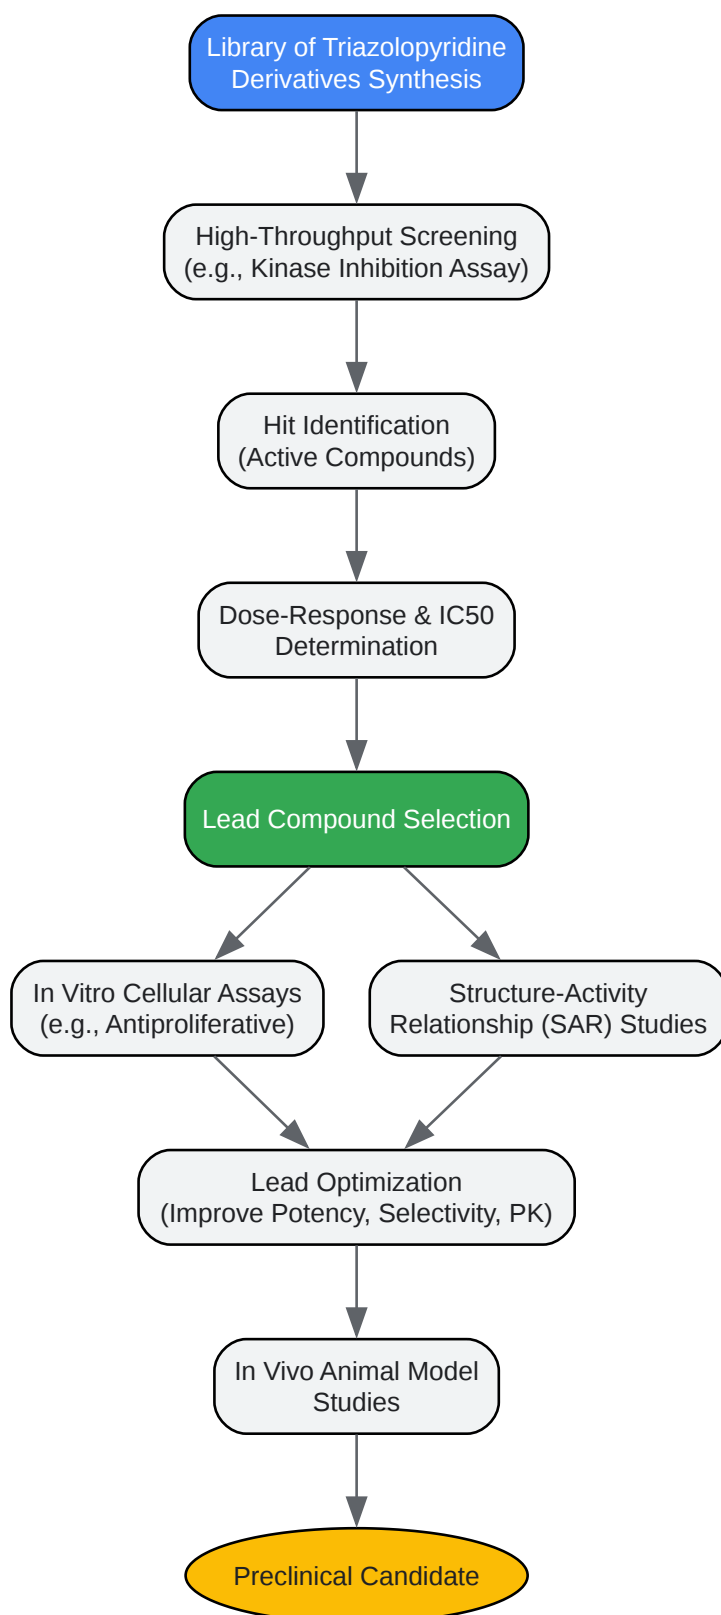 Library of Triazolopyridine
Derivatives Synthesis
High-Throughput Screening
(e.g., Kinase Inhibition Assay)
Hit Identification
(Active Compounds)
Dose-Response & IC50
Determination
Lead Compound Selection
In Vitro Cellular Assays
(e.g., Antiproliferative)
Structure-Activity
Relationship (SAR) Studies
Lead Optimization
(Improve Potency, Selectivity, PK)
In Vivo Animal Model
Studies
Preclinical Candidate